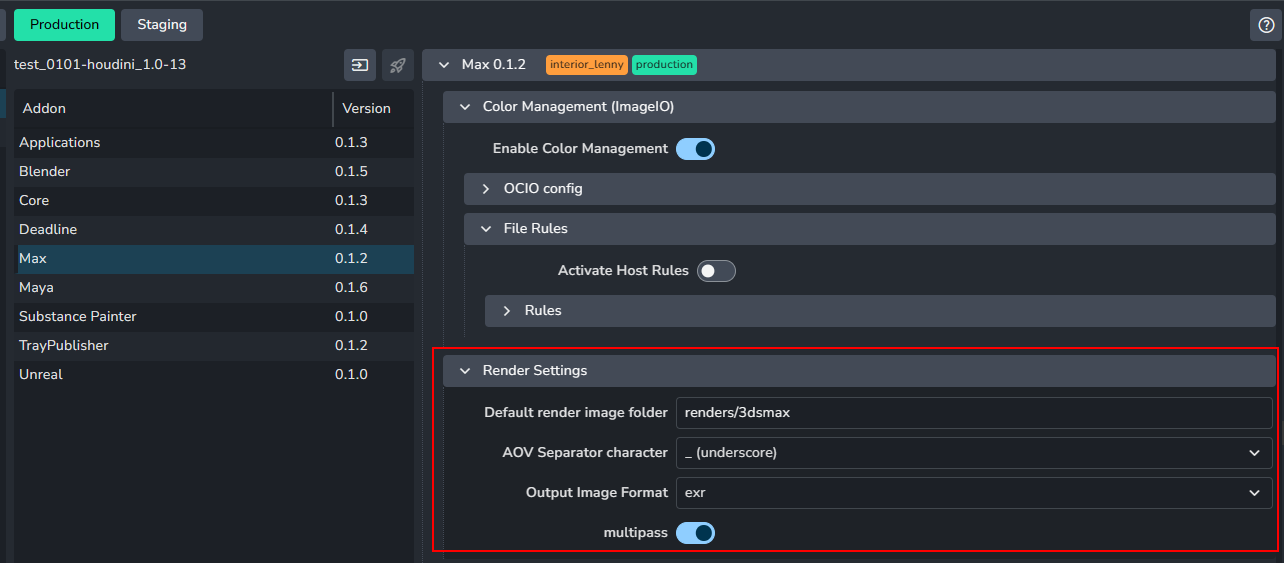 Production Staging
test_0101-houdini_1.0-13
Addon Version
Applications 0.1.3
Blender 0.1.5
Core 0.1.3
Deadline 0.1.4
Max 0.1.2
Maya 0.1.6
Substance Painter 0.1.0
TrayPublisher 0.1.2
Unreal 0.1.0
Max 0.1.2 interior_lenny production
Color Management (ImageIO)
Enable Color Management
OCIO config
File Rules
Activate Host Rules
Rules
Render Settings
Default render image folder renders/3dsmax
AOV Separator character _ (underscore)
Output Image Format exr
multipass